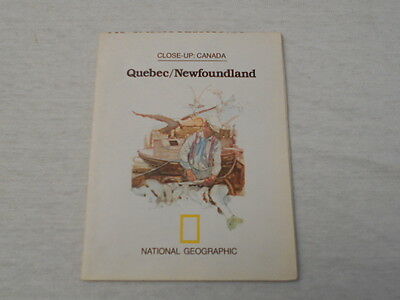 CLOSE-UP: CANADA
Quebec/Newfoundland
NATIONAL GEOGRAPHIC